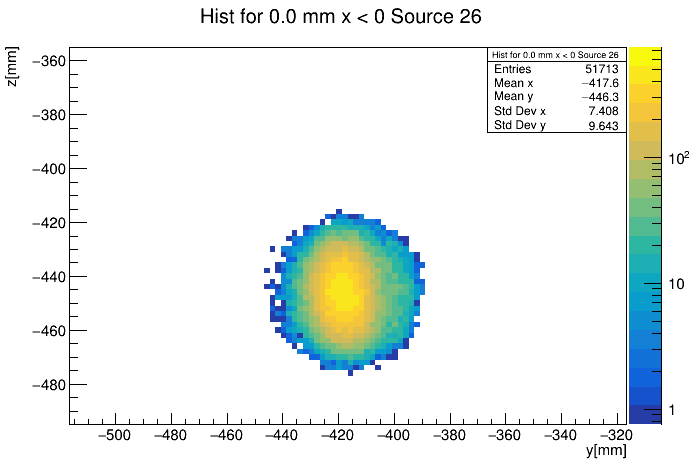 Hist for 0.0 mm x < 0 Source 26
z[mm]
Hist for 0.0 mm x < 0 Source 26
Entries 51713
Mean x −417.6
Mean y −446.3
Std Dev x 7.408
Std Dev y 9.643
−360
−380
−400
−420
−440
−460
−480
10²
10
1
−500 −480 −460 −440 −420 −400 −380 −360 −340 −320
y[mm]